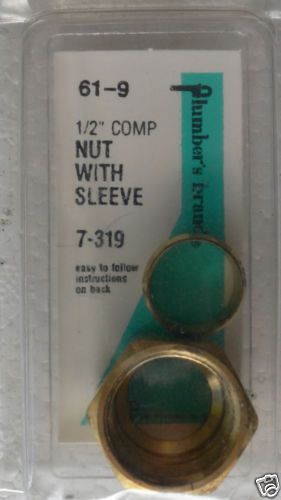 61-9
1/2" COMP
NUT
WITH
SLEEVE
7-319
easy to follow
instructions
on back
Plumber's brand